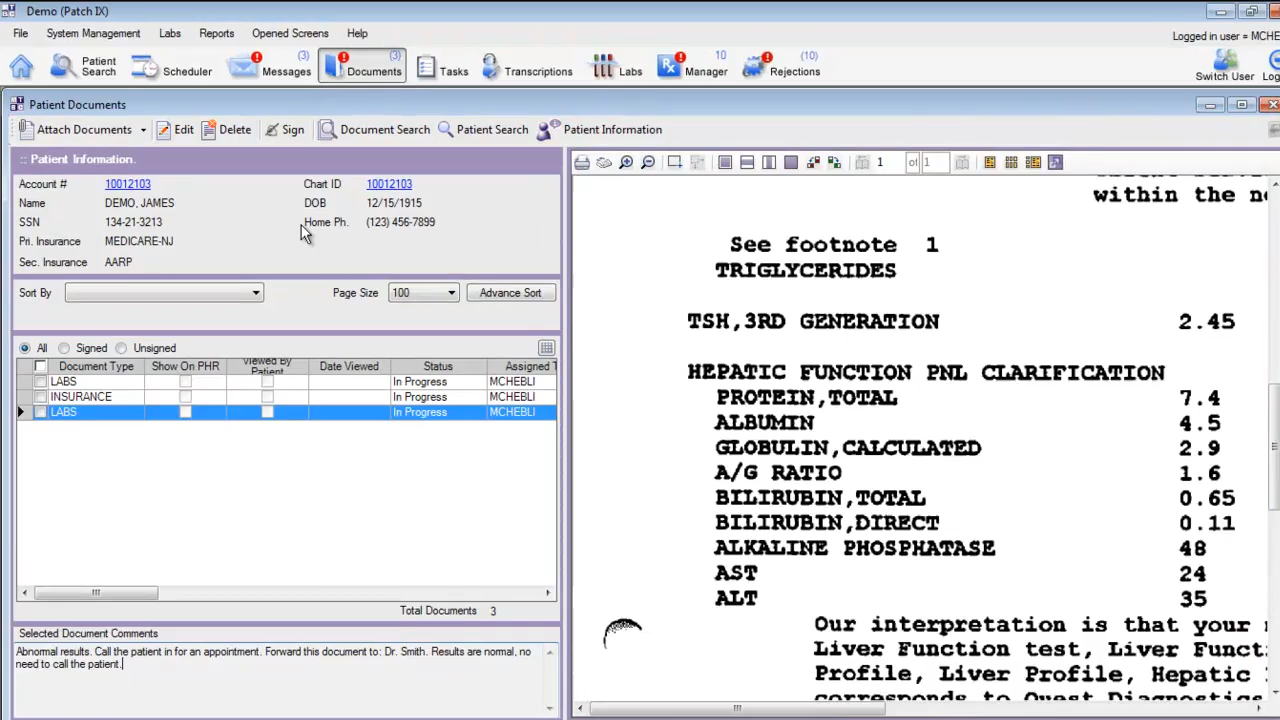 Demo (Patch IX)
File System Management Labs Reports Opened Screens Help
Logged in user = MCHE
Patient Search
Scheduler
(3) Messages
(3) Documents
Tasks
Transcriptions
Labs
10 Manager
(10) Rejections
Switch User
Log
Patient Documents
Attach Documents Edit Delete Sign Document Search Patient Search Patient Information
:: Patient Information.
1 of 1
Account # 10012103 Chart ID 10012103
Name DEMO, JAMES DOB 12/15/1915
SSN 134-21-3213 Home Ph. (123) 456-7899
Pri. Insurance MEDICARE-NJ
Sec. Insurance AARP
Sort By Page Size 100 Advance Sort
All Signed Unsigned
Document Type Show On PHR Viewed By Patient Date Viewed Status Assigned T
LABS In Progress MCHEBLI
INSURANCE In Progress MCHEBLI
LABS In Progress MCHEBLI
Total Documents 3
Selected Document Comments
Abnormal results. Call the patient in for an appointment. Forward this document to: Dr. Smith. Results are normal, no
need to call the patient.
within the n
See footnote 1
TRIGLYCERIDES
TSH,3RD GENERATION 2.45
HEPATIC FUNCTION PNL CLARIFICATION
PROTEIN,TOTAL 7.4
ALBUMIN 4.5
GLOBULIN,CALCULATED 2.9
A/G RATIO 1.6
BILIRUBIN,TOTAL 0.65
BILIRUBIN,DIRECT 0.11
ALKALINE PHOSPHATASE 48
AST 24
ALT 35
Our interpretation is that your
Liver Function test, Liver Funct
Profile, Liver Profile, Hepatic
corresponds to Quest Diagnostics